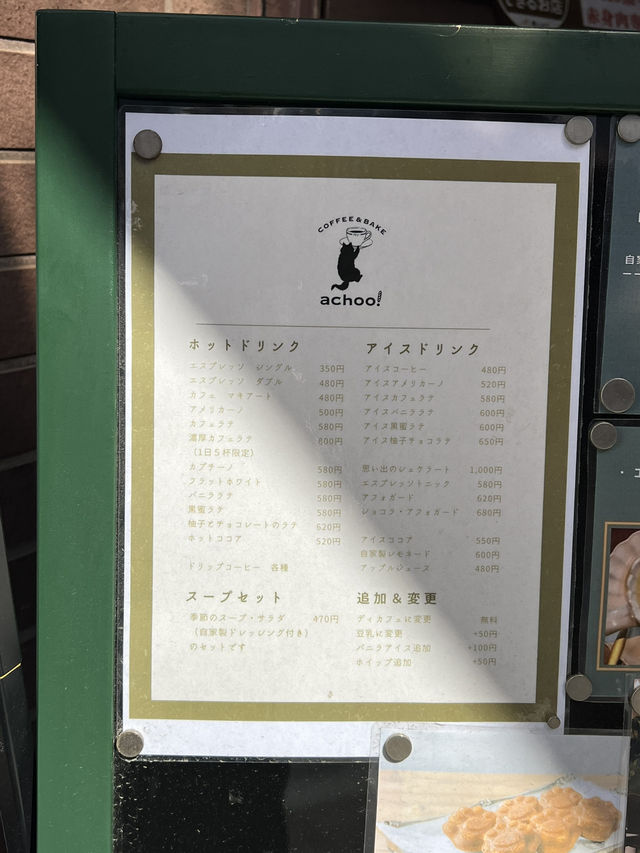 できるお店
赤身肉
COFFEE & BAKE
achoo!
ホットドリンク
エスプレッソ シングル 350円
エスプレッソ ダブル 480円
カフェ マキアート 480円
アメリカーノ 500円
カフェラテ 580円
濃厚カフェラテ 800円
（1日5杯限定）
カプチーノ 580円
フラットホワイト 580円
バニララテ 580円
黒蜜ラテ 580円
柚子とチョコレートのラテ 620円
ホットココア 520円
ドリップコーヒー 各種
アイスドリンク
アイスコーヒー 480円
アイスアメリカーノ 520円
アイスカフェラテ 580円
アイスバニララテ 600円
アイス黒蜜ラテ 600円
アイス柚子チョコラテ 650円
思い出のシェケラート 1,000円
エスプレッソトニック 580円
アフォガード 620円
ショコラ・アフォガード 680円
アイスココア 550円
自家製レモネード 600円
アップルジュース 480円
スープセット
季節のスープ・サラダ 470円
（自家製ドレッシング付き）
のセットです
追加＆変更
ディカフェに変更 無料
豆乳に変更 +50円
バニラアイス追加 +100円
ホイップ追加 +50円
自家